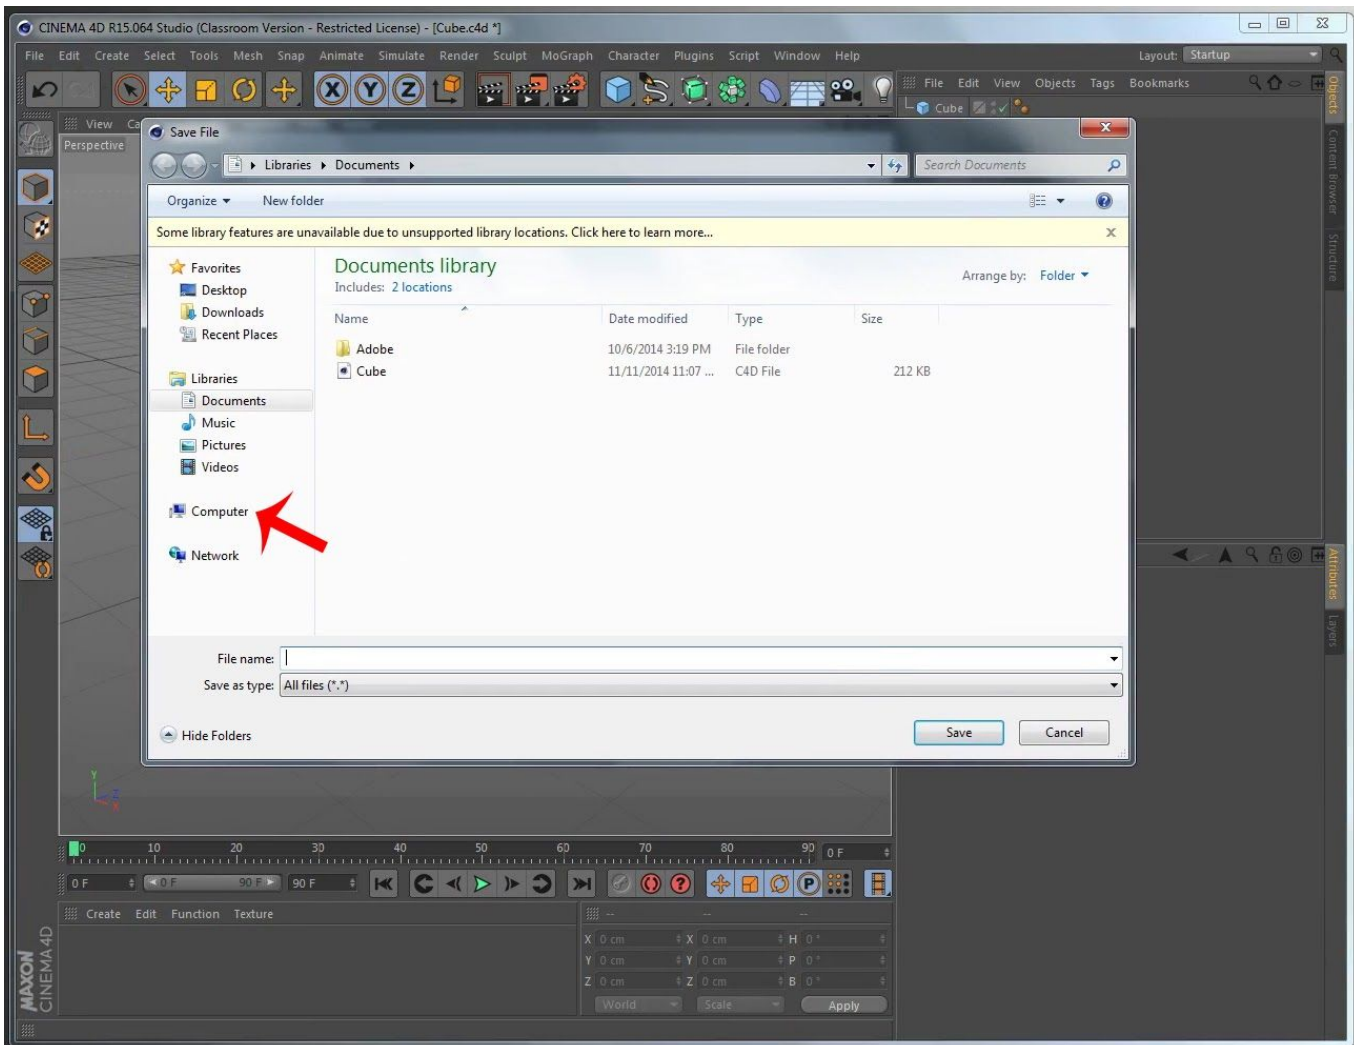 CINEMA 4D R15.064 Studio (Classroom Version - Restricted License) - [Cube.c4d *]
File Edit Create Select Tools Mesh Snap Animate Simulate Render Sculpt MoGraph Character Plugins Script Window Help Layout: Startup
File Edit View Objects Tags Bookmarks
Cube
Objects
Content Browser
Structure
View Ca
Perspective
Save File
Libraries Documents Search Documents
Organize New folder
Some library features are unavailable due to unsupported library locations. Click here to learn more...
Favorites
Desktop
Downloads
Recent Places
Libraries
Documents
Music
Pictures
Videos
Computer
Network
Documents library
Includes: 2 locations
Arrange by: Folder
Name Date modified Type Size
Adobe 10/6/2014 3:19 PM File folder
Cube 11/11/2014 11:07 ... C4D File 212 KB
File name:
Save as type: All files (*.*)
Hide Folders Save Cancel
Attributes
Layers
Y
Z
X
0 10 20 30 40 50 60 70 80 90 0 F
0 F 0 F 90 F 90 F
Create Edit Function Texture
-- -- --
X 0 cm X 0 cm H 0 °
Y 0 cm Y 0 cm P 0 °
Z 0 cm Z 0 cm B 0 °
World Scale Apply
MAXON
CINEMA 4D